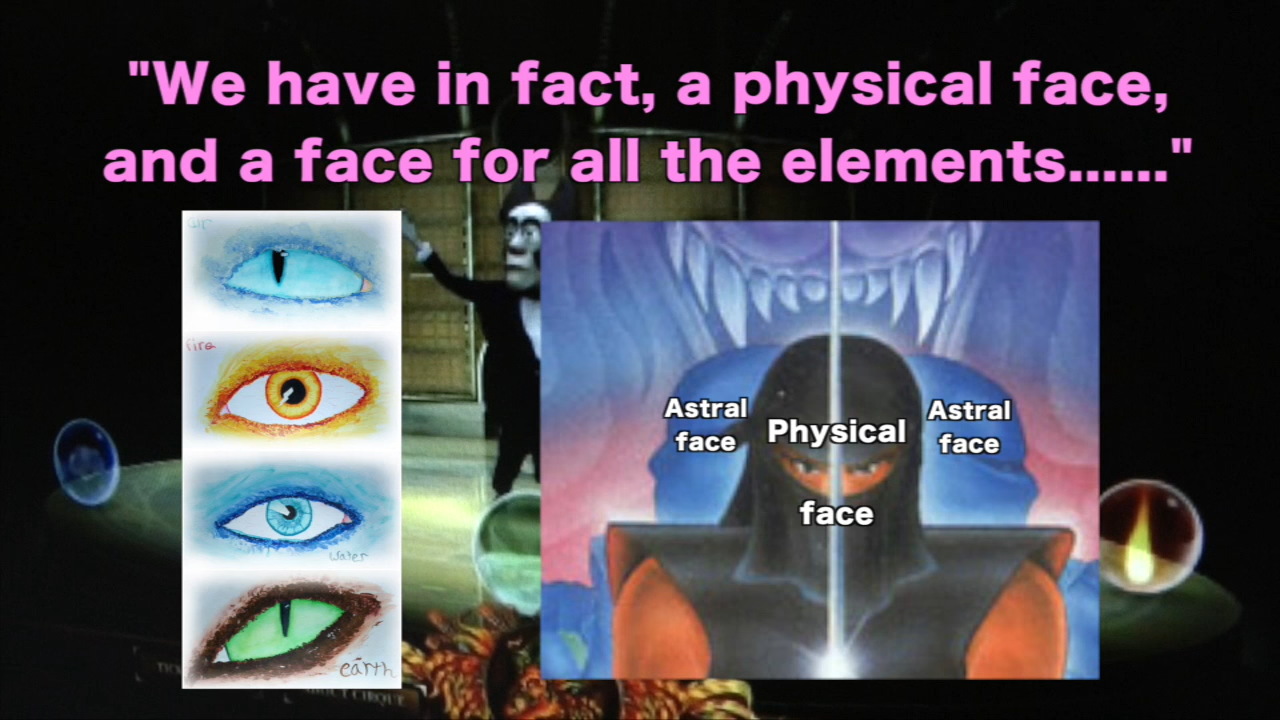 "We have in fact, a physical face,
and a face for all the elements......"
air
fire
water
earth
Astral
face
Physical
face
Astral
face
CIRQUE